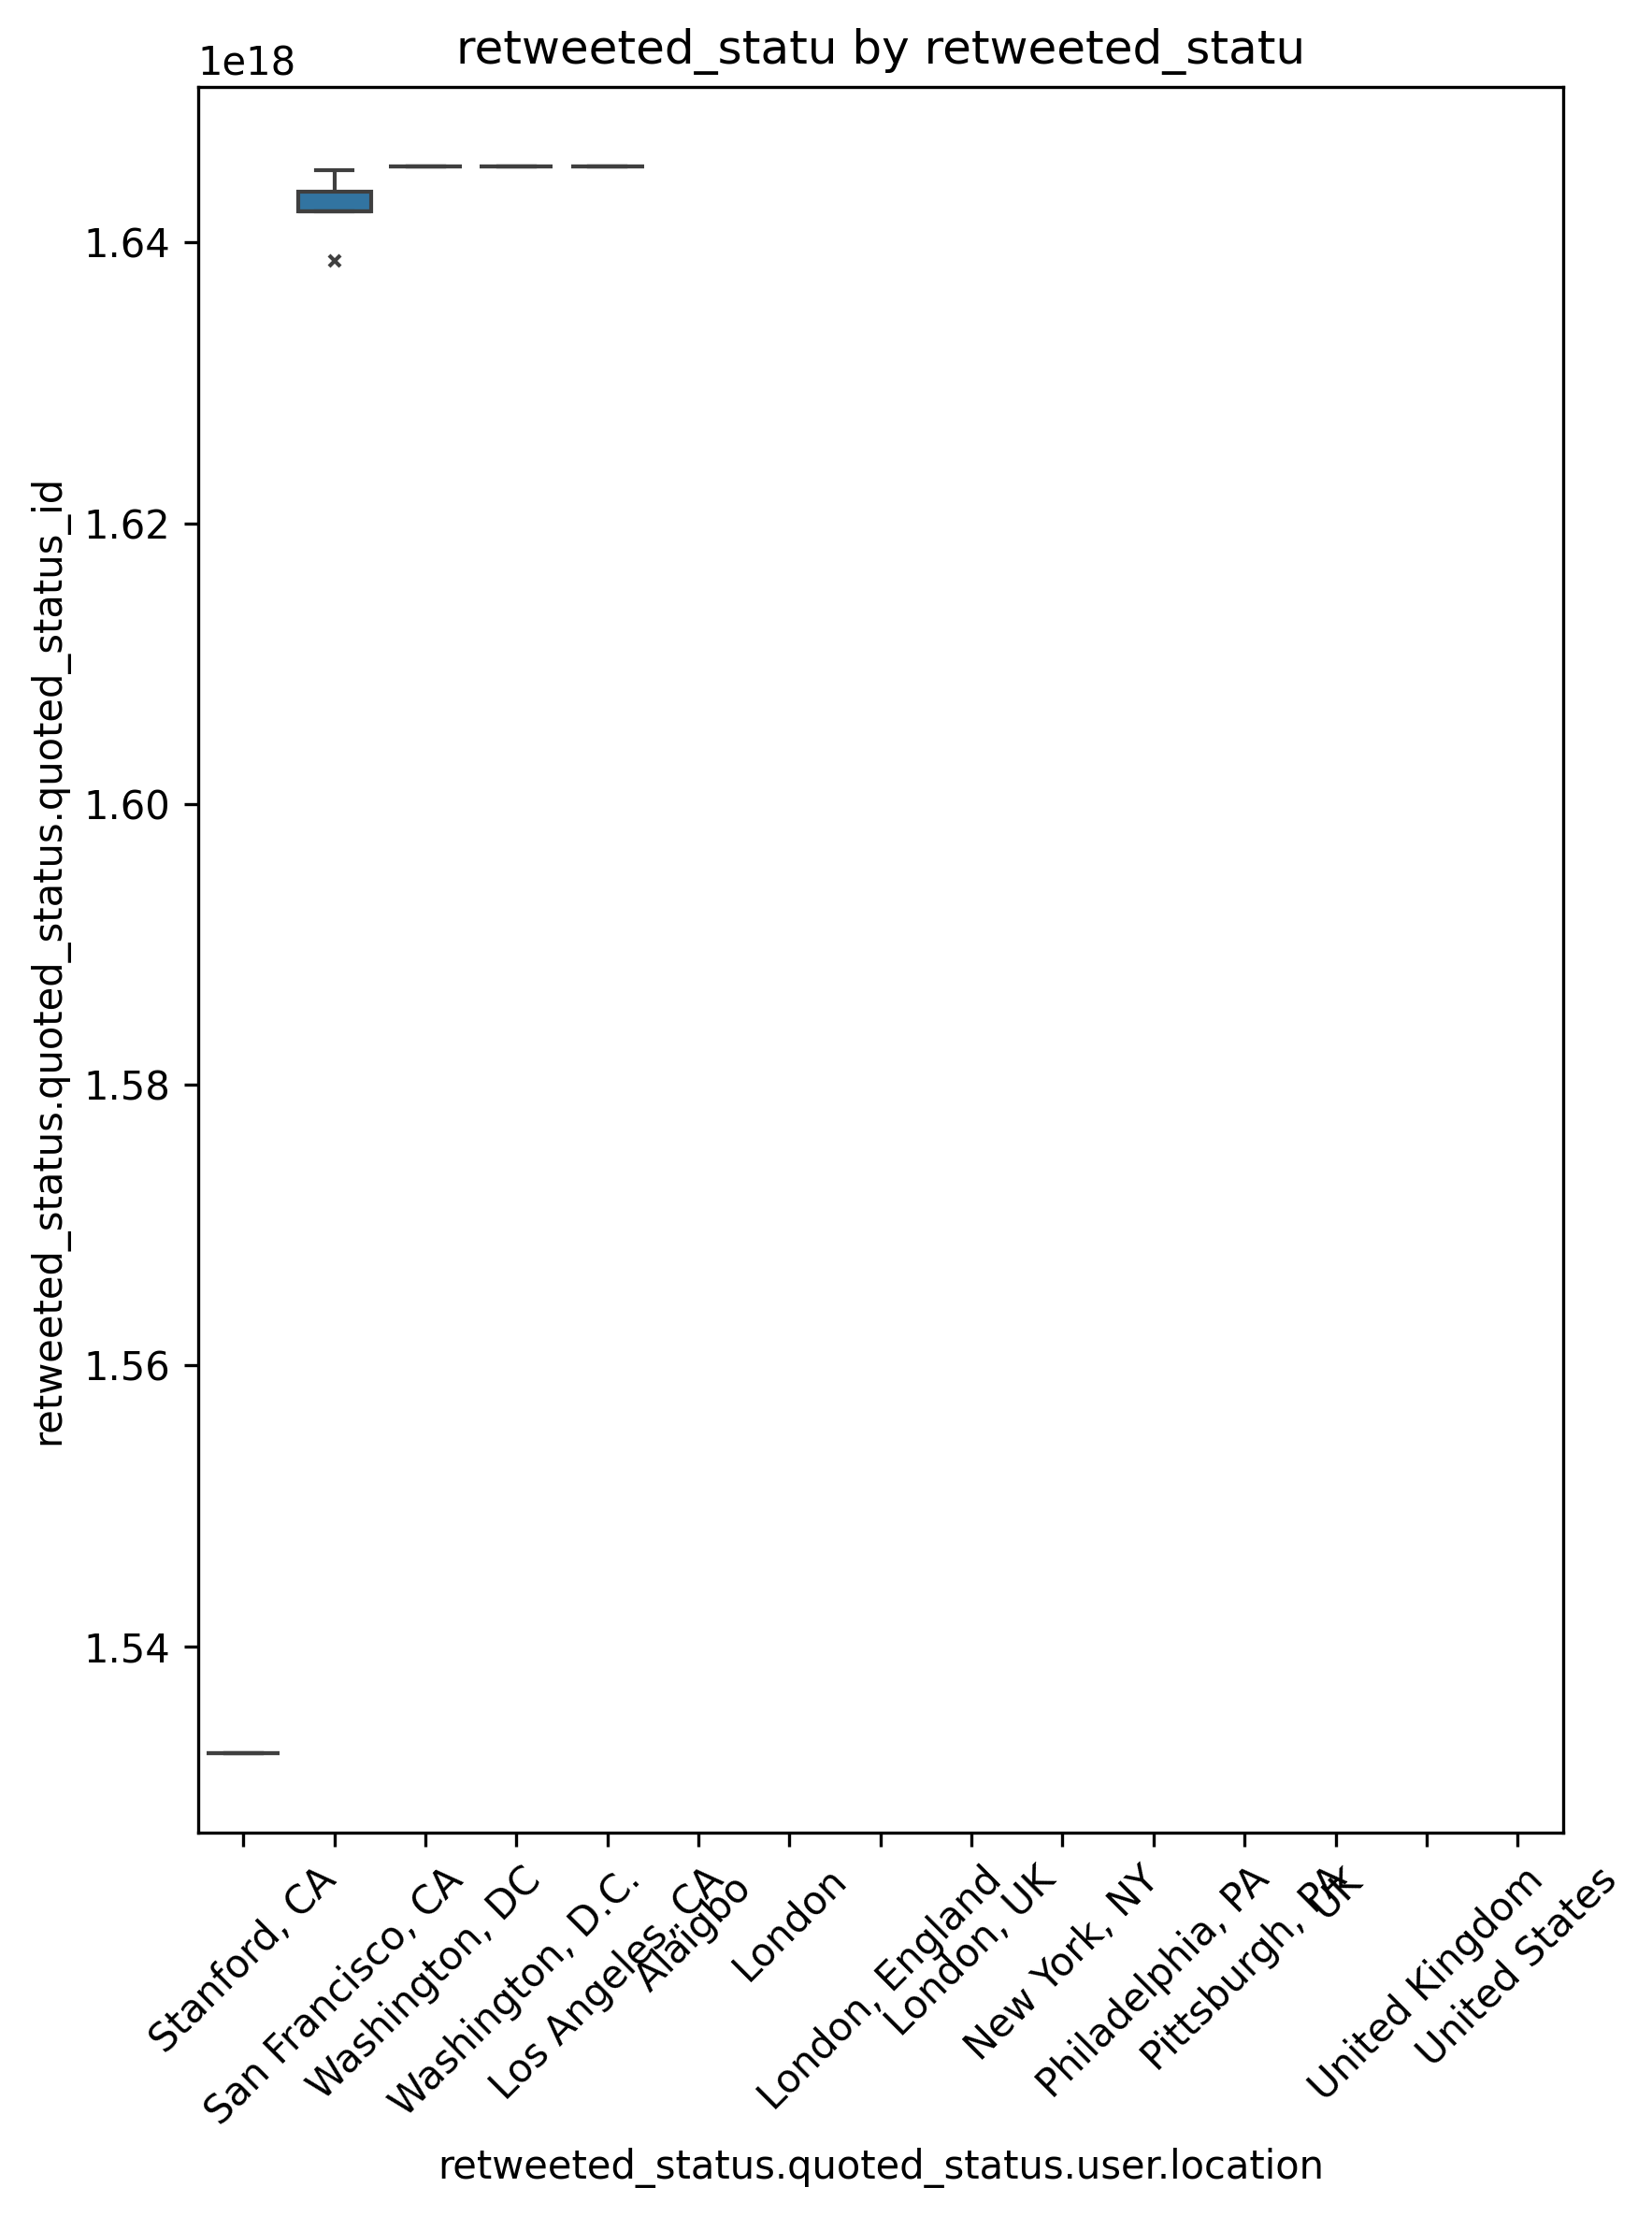 retweeted_statu by retweeted_statu
1e18
1.64
1.62
1.60
1.58
1.56
1.54
retweeted_status.quoted_status.quoted_status_id
Stanford, CA
San Francisco, CA
Washington, DC
Washington, D.C.
Los Angeles, CA
Alaigbo
London
London, England
London, UK
New York, NY
Philadelphia, PA
Pittsburgh, PA
UK
United Kingdom
United States
retweeted_status.quoted_status.user.location